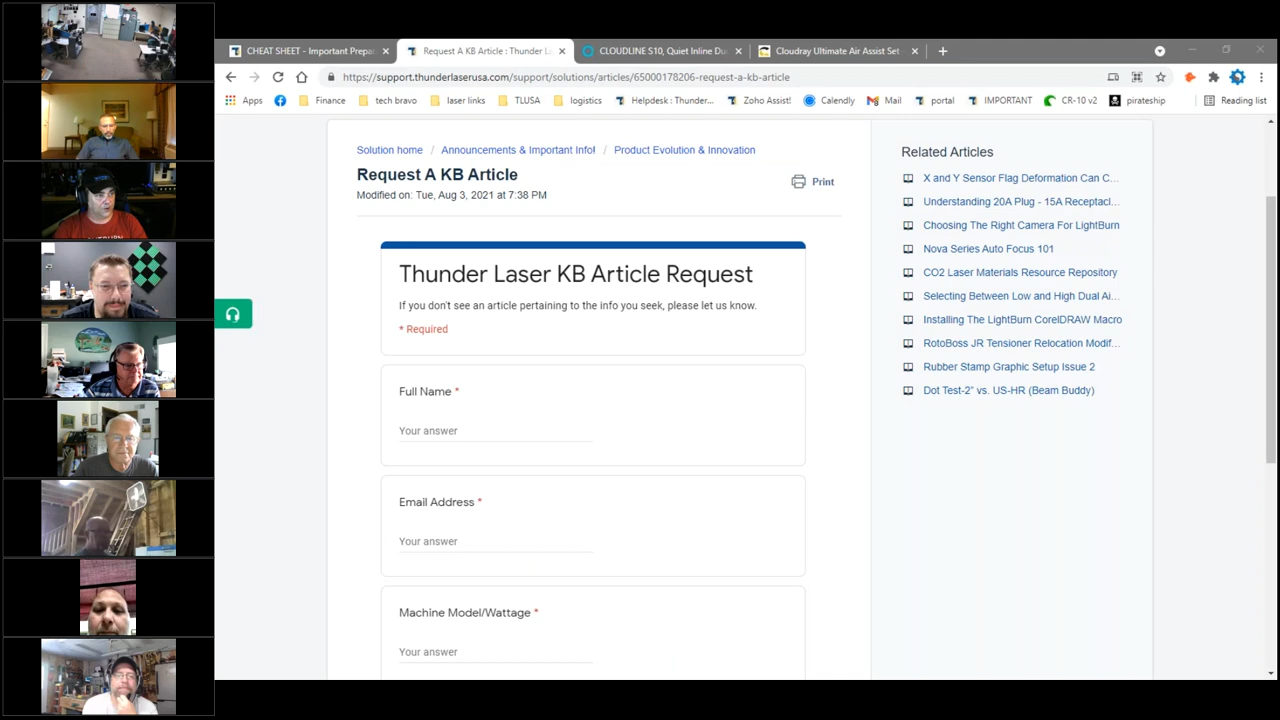 CHEAT SHEET - Important Prepa
Request A KB Article : Thunder L
CLOUDLINE S10, Quiet Inline Du
Cloudray Ultimate Air Assist Set
https://support.thunderlaserusa.com/support/solutions/articles/65000178206-request-a-kb-article
Apps
Finance
tech bravo
laser links
TLUSA
logistics
Helpdesk : Thunder...
Zoho Assist!
Calendly
Mail
portal
IMPORTANT
CR-10 v2
pirateship
Reading list
Solution home / Announcements & Important Info! / Product Evolution & Innovation
Request A KB Article
Modified on: Tue, Aug 3, 2021 at 7:38 PM
Print
Thunder Laser KB Article Request
If you don't see an article pertaining to the info you seek, please let us know.
* Required
Full Name *
Your answer
Email Address *
Your answer
Machine Model/Wattage *
Your answer
Related Articles
X and Y Sensor Flag Deformation Can C...
Understanding 20A Plug - 15A Receptacl...
Choosing The Right Camera For LightBurn
Nova Series Auto Focus 101
CO2 Laser Materials Resource Repository
Selecting Between Low and High Dual Ai...
Installing The LightBurn CorelDRAW Macro
RotoBoss JR Tensioner Relocation Modif...
Rubber Stamp Graphic Setup Issue 2
Dot Test-2" vs. US-HR (Beam Buddy)